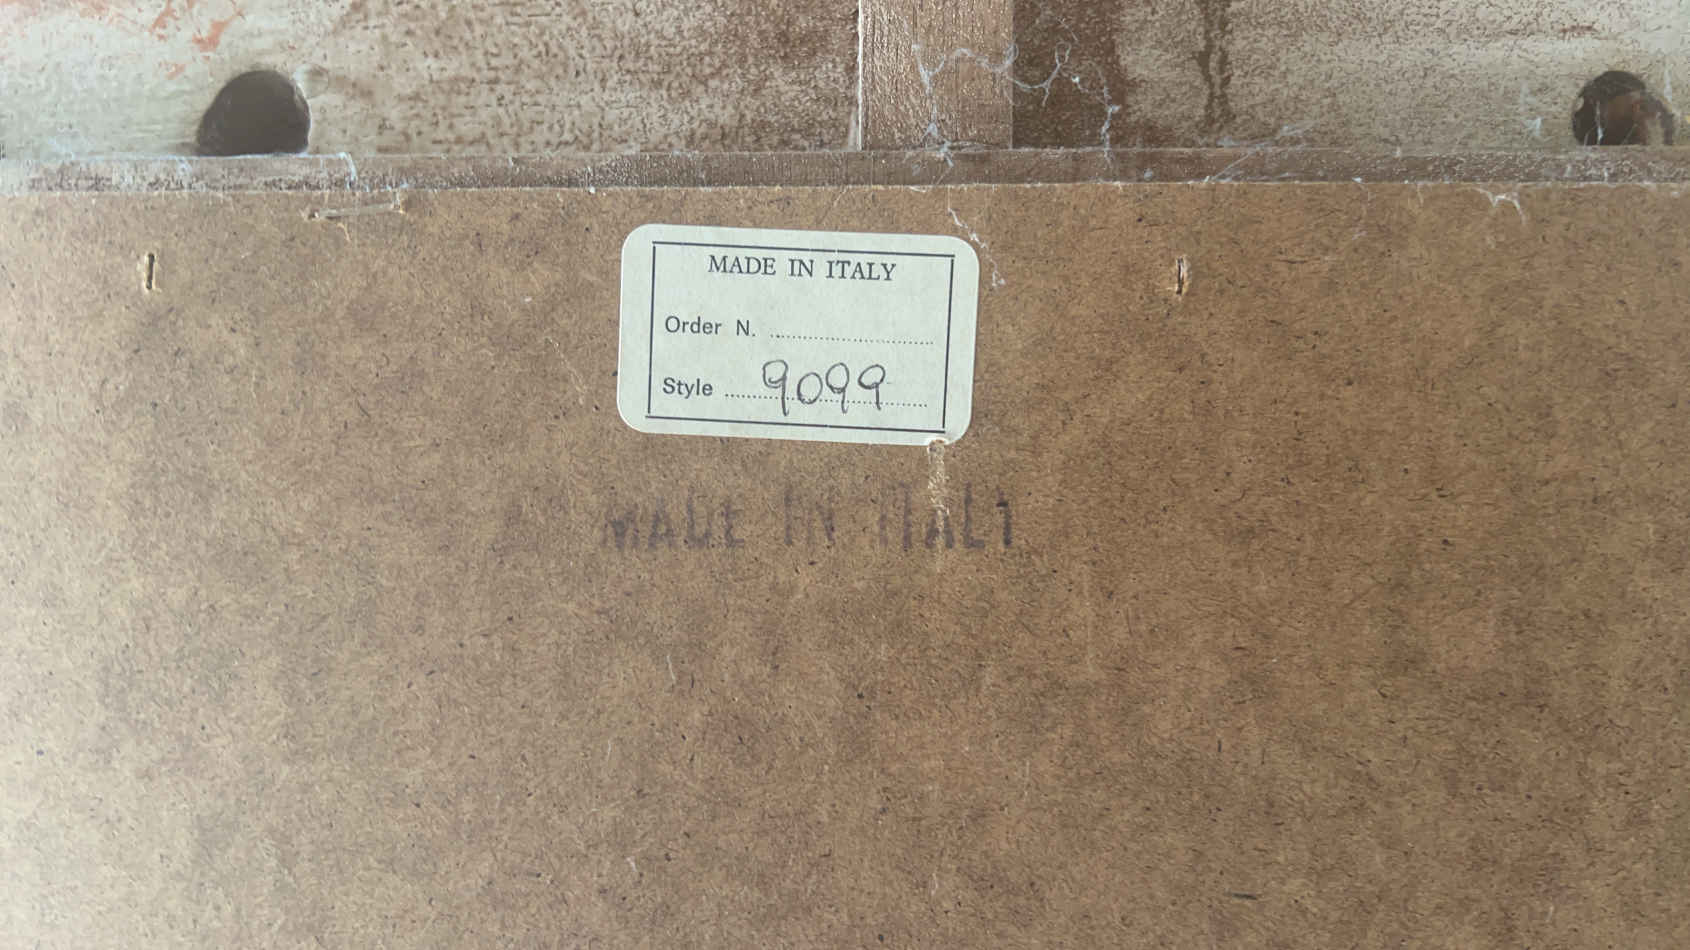 MADE IN ITALY
Order N. ........................
Style 9099
MADE IN ITALY